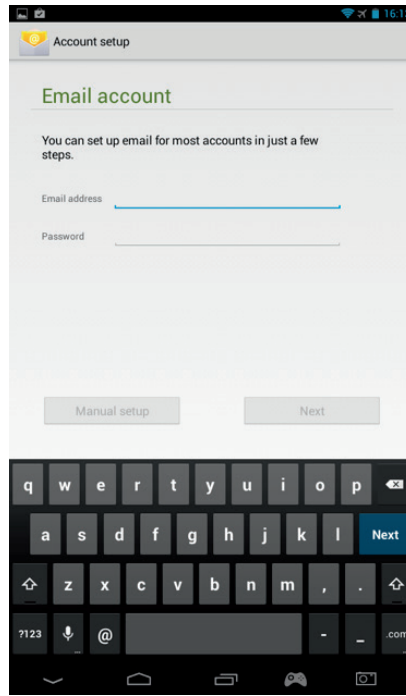 16:1
Account setup
Email account
You can set up email for most accounts in just a few
steps.
Email address
Password
Manual setup
Next
q w e r t y u i o p
a s d f g h j k l Next
z x c v b n m , .
?123 @ - _ .com